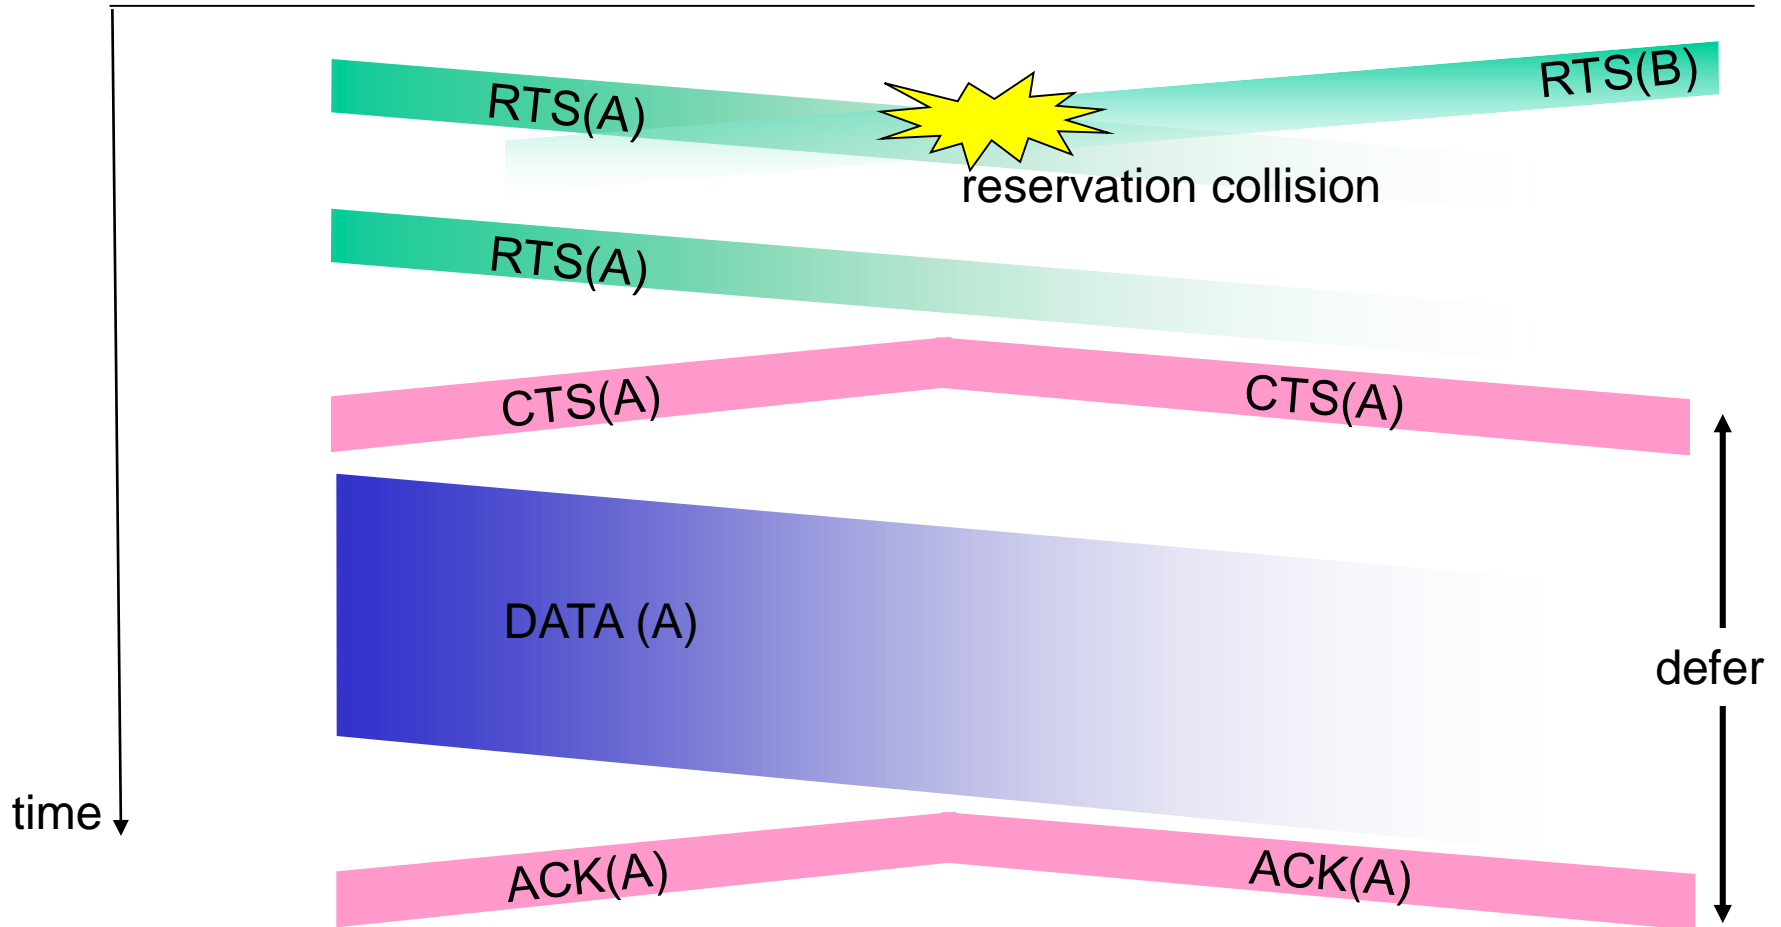 RTS(A)
RTS(B)
reservation collision
RTS(A)
CTS(A)
CTS(A)
DATA (A)
defer
time
ACK(A)
ACK(A)